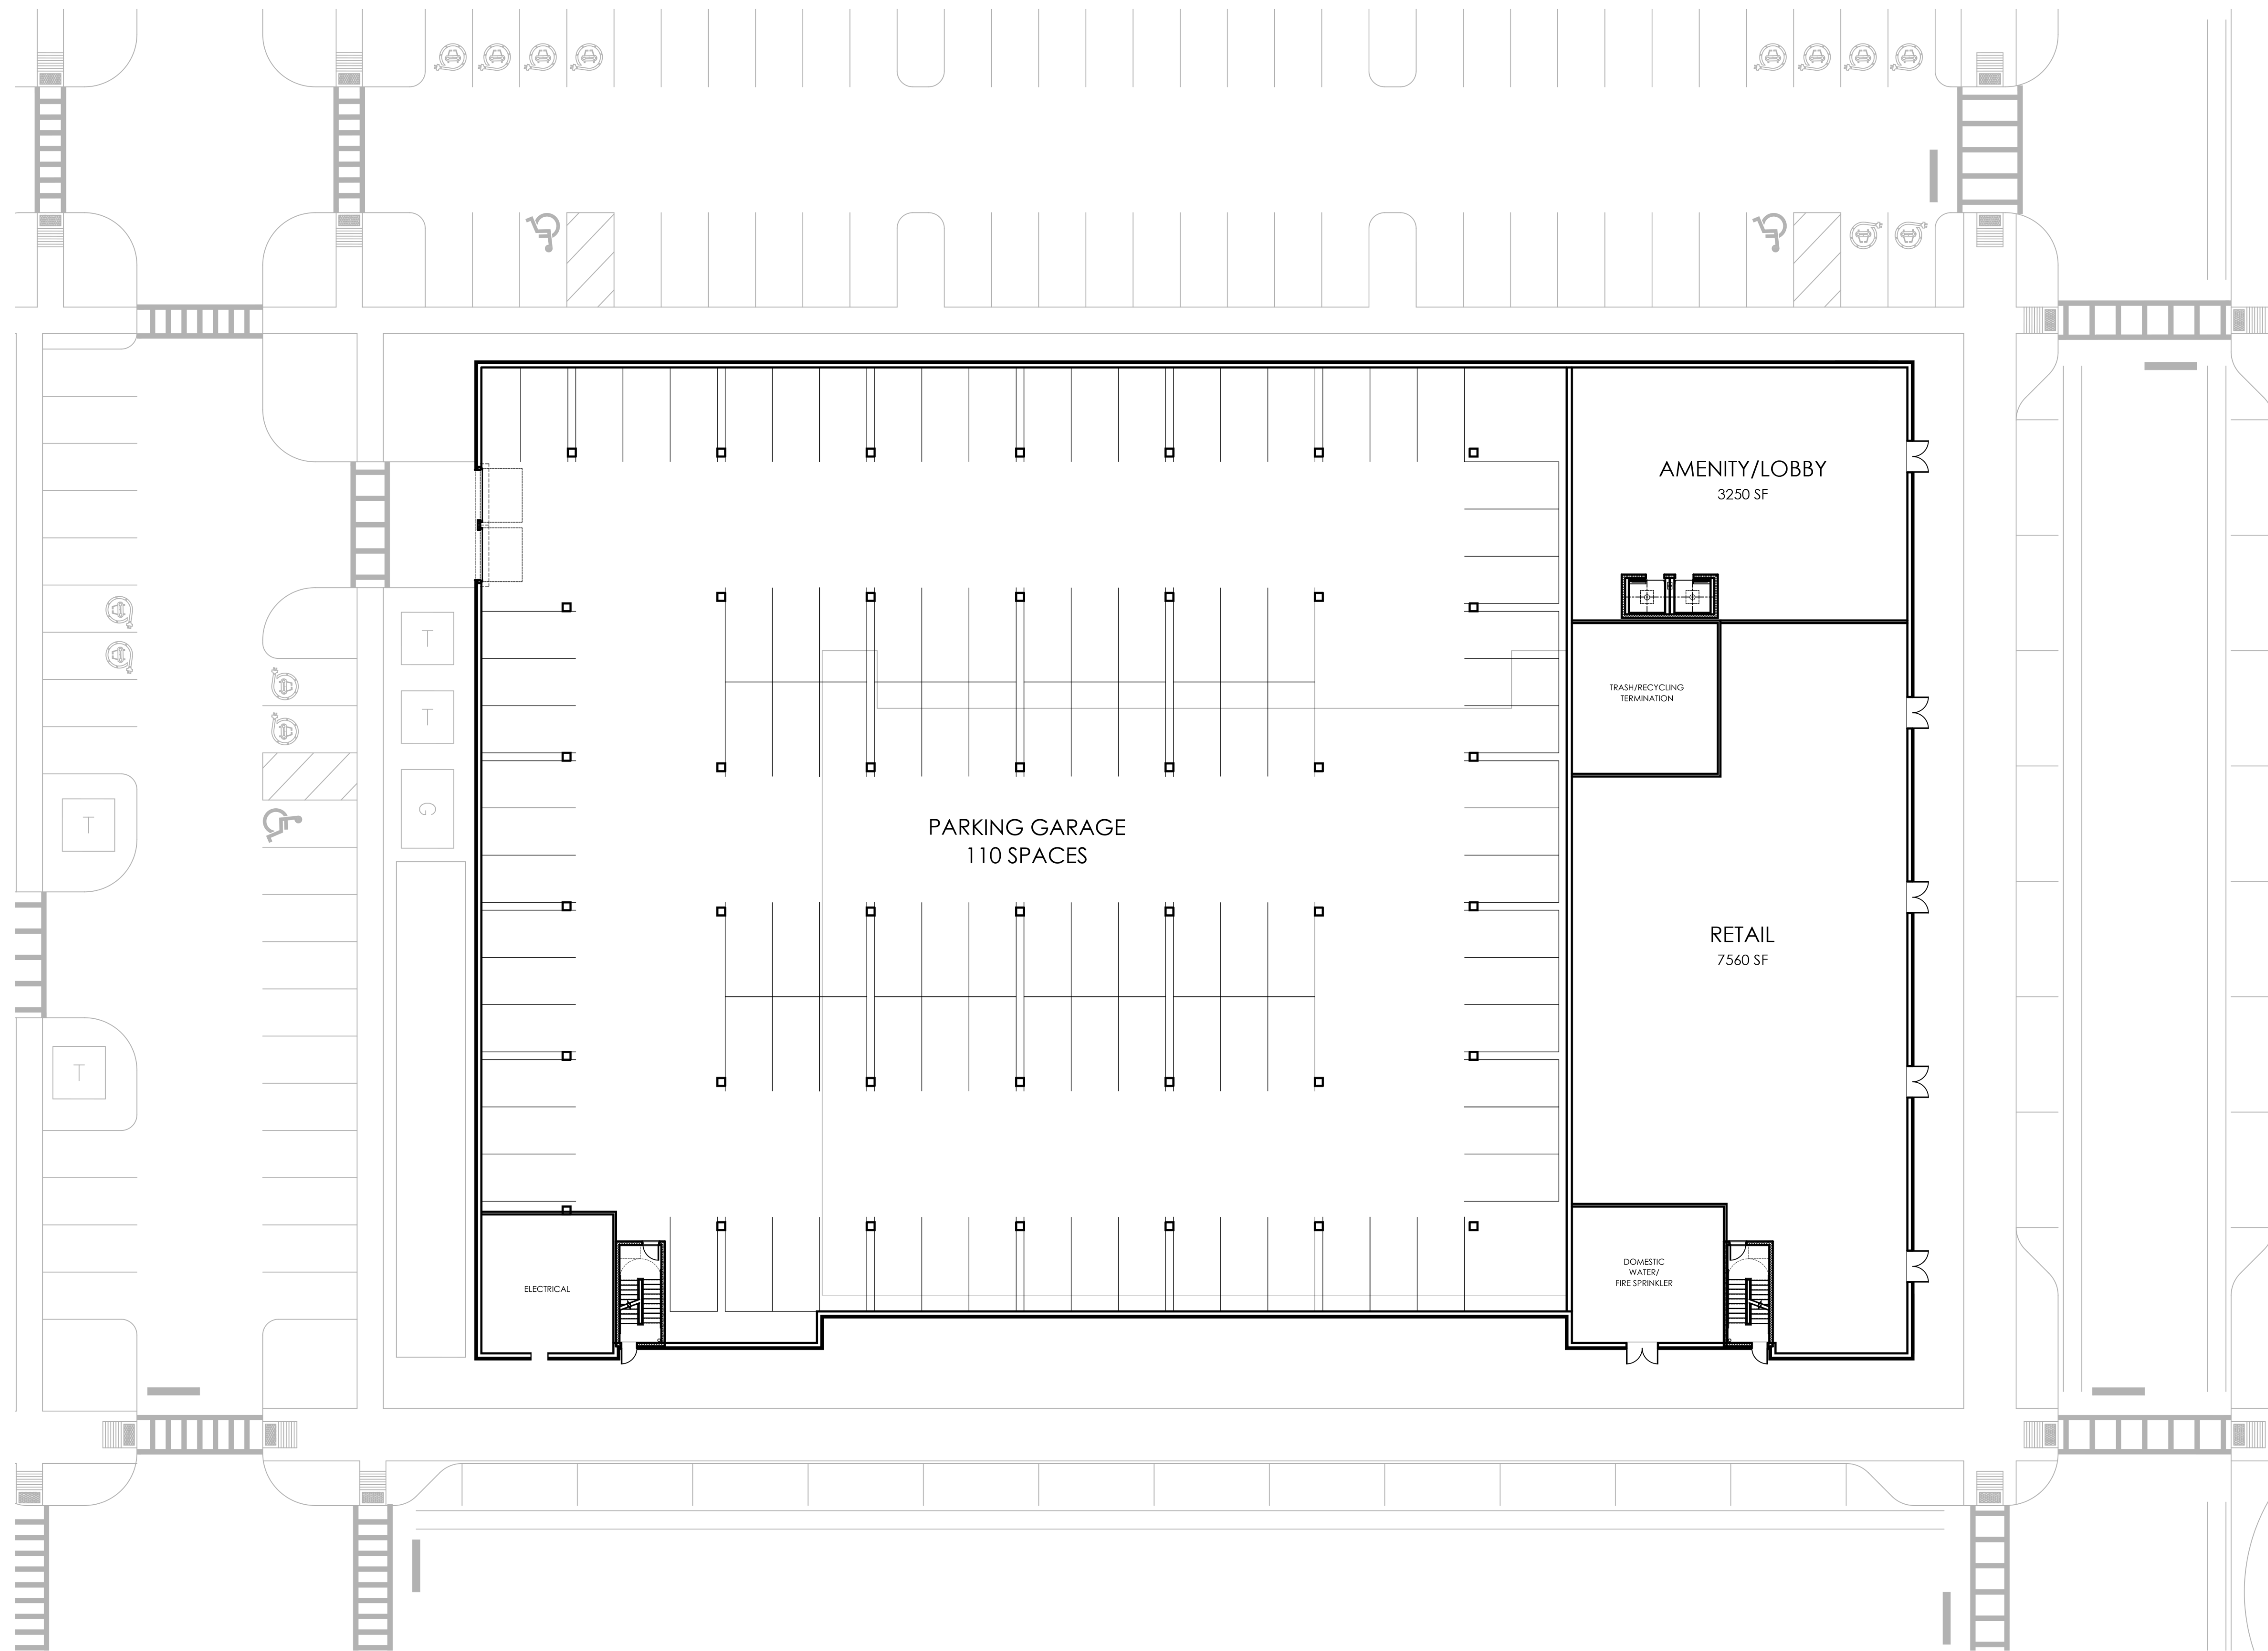 AMENITY/LOBBY
3250 SF
T
TRASH/RECYCLING
TERMINATION
T
G
T
PARKING GARAGE
110 SPACES
RETAIL
7560 SF
T
ELECTRICAL
DOMESTIC
WATER/
FIRE SPRINKLER